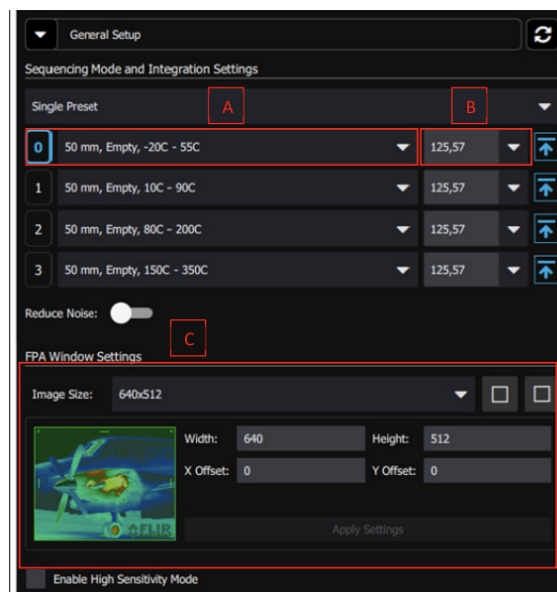 General Setup
Sequencing Mode and Integration Settings
Single Preset
A
B
0 50 mm, Empty, -20C - 55C 125,57
1 50 mm, Empty, 10C - 90C 125,57
2 50 mm, Empty, 80C - 200C 125,57
3 50 mm, Empty, 150C - 350C 125,57
Reduce Noise:
C
FPA Window Settings
Image Size: 640x512
Width: 640 Height: 512
X Offset: 0 Y Offset: 0
FLIR
Apply Settings
Enable High Sensitivity Mode